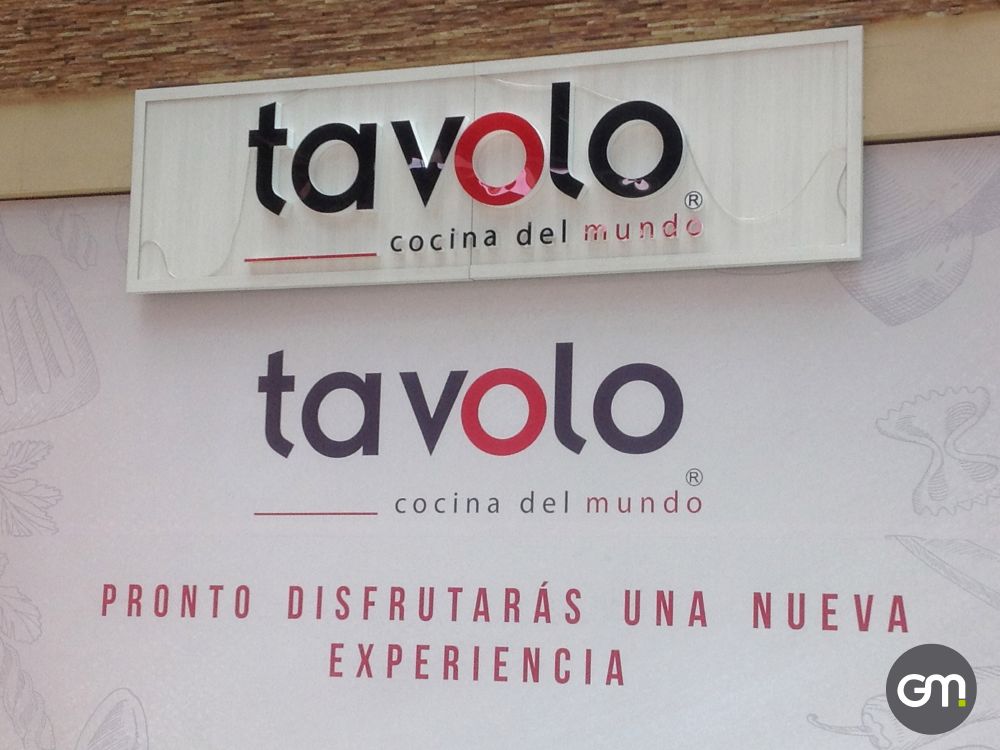 tavolo
®
cocina del mundo
tavolo
®
cocina del mundo
PRONTO DISFRUTARÁS UNA NUEVA
EXPERIENCIA
GM.